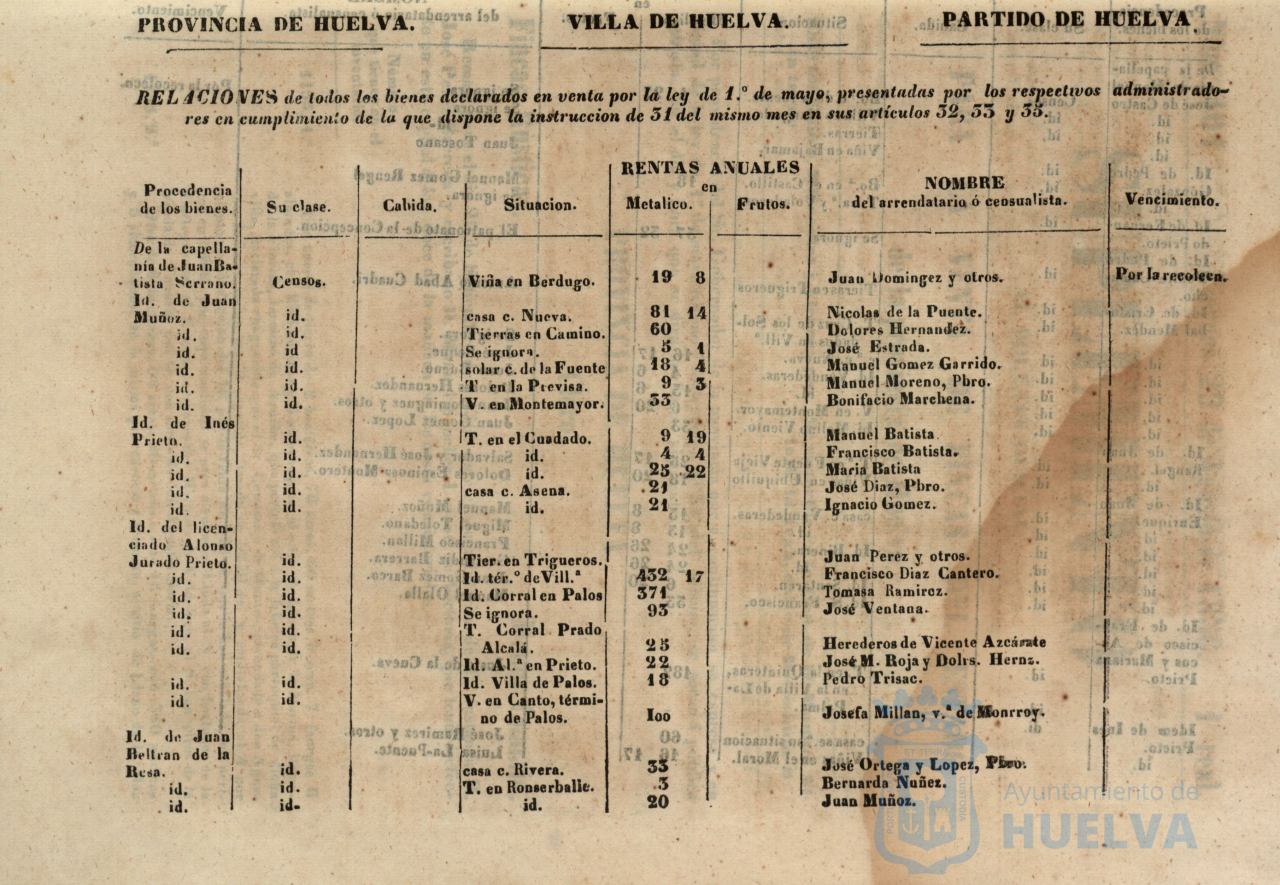 PROVINCIA DE HUELVA. VILLA DE HUELVA. PARTIDO DE HUELVA
RELACIONES de todos los bienes declarados en venta por la ley de 1.º de mayo, presentadas por los respectivos administrado-
res en cumplimiento de la que dispone la instruccion de 31 del mismo mes en sus artículos 32, 33 y 35.
RENTAS ANUALES
en
Procedencia de los bienes. Su clase. Cabida. Situacion. Metalico. Frutos. NOMBRE del arrendatario ó censualista. Vencimiento.
De la capella-
nía de Juan Ba-
tista Serrano. Censos. Viña en Berdugo. 19 8 Juan Domingez y otros. Por la recolecn.
Id. de Juan
Muñoz. id. casa c. Nueva. 81 14 Nicolas de la Puente.
id. id. Tierras en Camino. 60 Dolores Hernandez.
id. id Se ignora. 5 1 José Estrada.
id. id. solar c. de la Fuente 18 4 Manuel Gomez Garrido.
id. id. T en la Previsa. 9 3 Manuel Moreno, Pbro.
id. id. V. en Montemayor. 33 Bonifacio Marchena.
Id. de Inés
Prieto. id. T. en el Cuadado. 9 19 Manuel Batista
id. id. id. 4 4 Francisco Batista.
id. id. id. 25 22 Maria Batista
id. id. casa c. Asena. 21 José Diaz, Pbro.
id. id. id. 21 Ignacio Gomez.
Id. del licen-
ciado Alonso
Jurado Prieto. id. Tier. en Trigueros. Juan Perez y otros.
id. id. Id. tér.º de Vill.ª 432 17 Francisco Diaz Cantero.
id. id. Id. Corral en Palos 371 Tomasa Ramirez.
id. id. Se ignora. 93 José Ventana.
id. id. T. Corral Prado
id. id. Alcalá. 25 Herederos de Vicente Azcárate
Id. Al.ª en Prieto. 22 José M. Roja y Dolrs. Hernz.
id. id. Id. Villa de Palos. 18 Pedro Trisac.
id. id. V. en Canto, térmi-
no de Palos. 100 Josefa Millan, v.ª de Monrroy.
Id. de Juan
Beltran de la
Rosa. id. casa c. Rivera. 33 José Ortega y Lopez, Pbro.
id. id. T. en Ronserballe. 3 Bernarda Nuñez.
id. id. id. 20 Juan Muñoz.
Ayuntamiento de
HUELVA